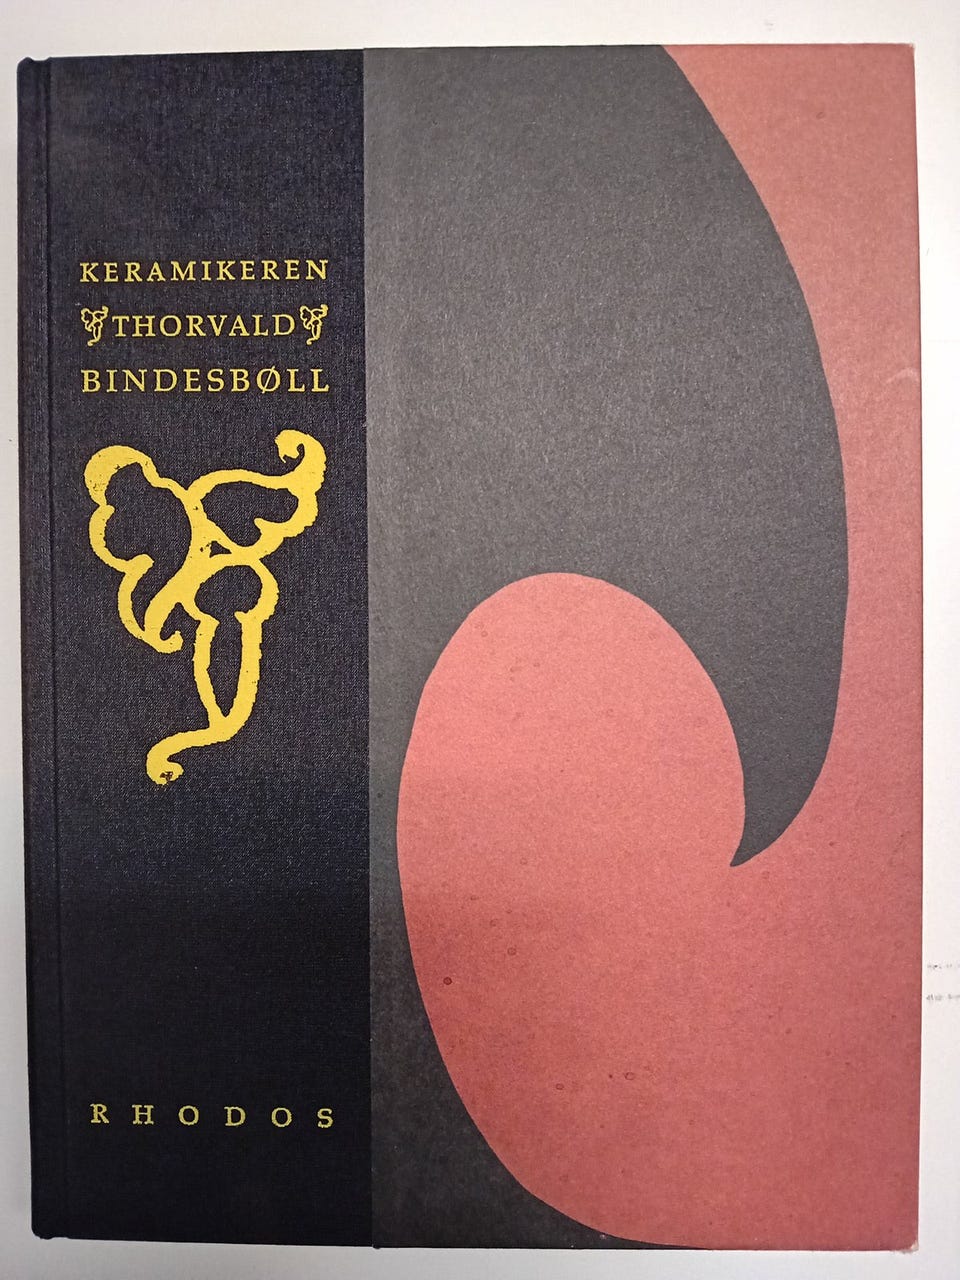 KERAMIKEREN
THORVALD
BINDESBØLL
RHODOS